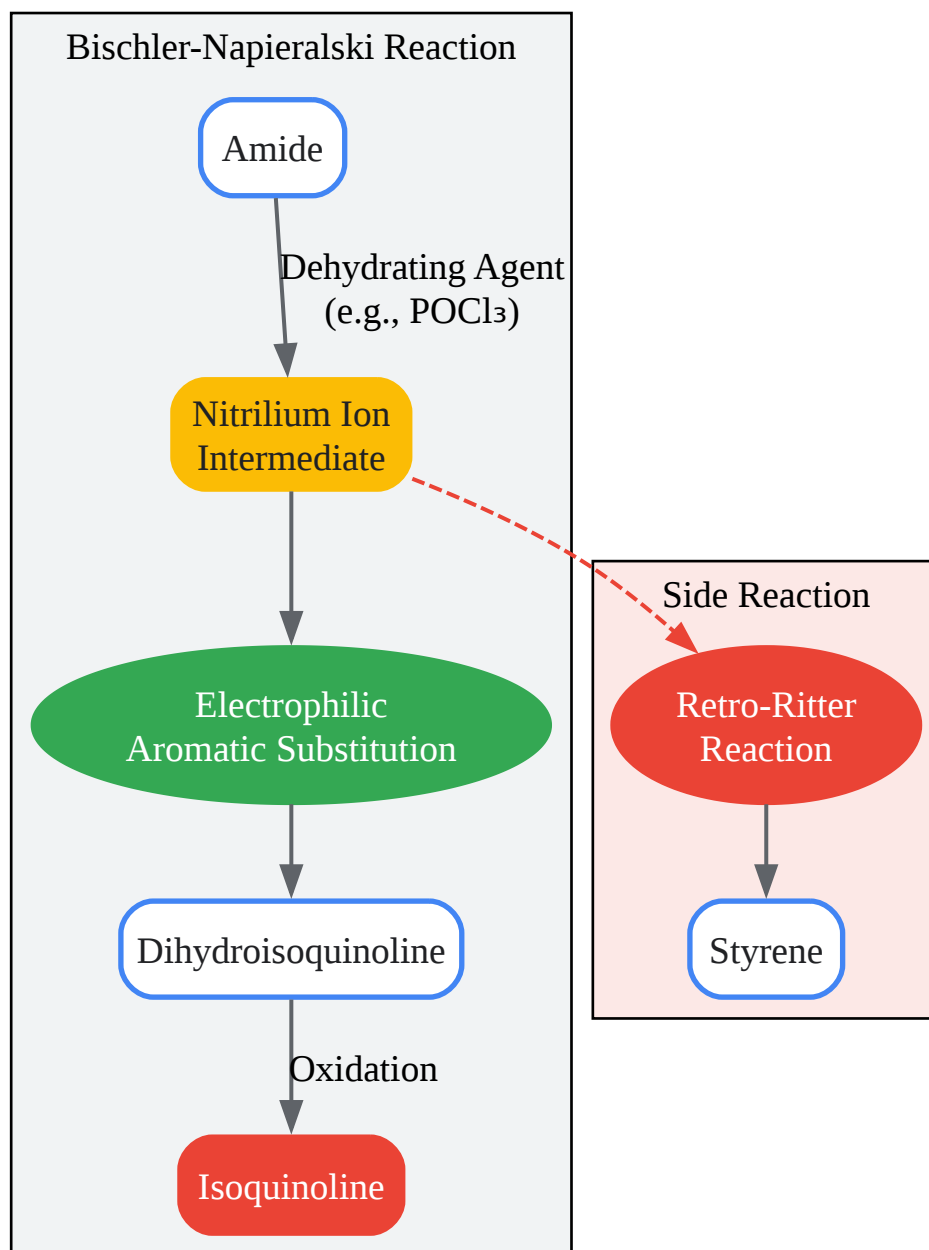 Bischler-Napieralski Reaction
Amide
Dehydrating Agent
(e.g., POCl₃)
Nitrilium Ion
Intermediate
Side Reaction
Electrophilic
Aromatic Substitution
Retro-Ritter
Reaction
Dihydroisoquinoline
Styrene
Oxidation
Isoquinoline